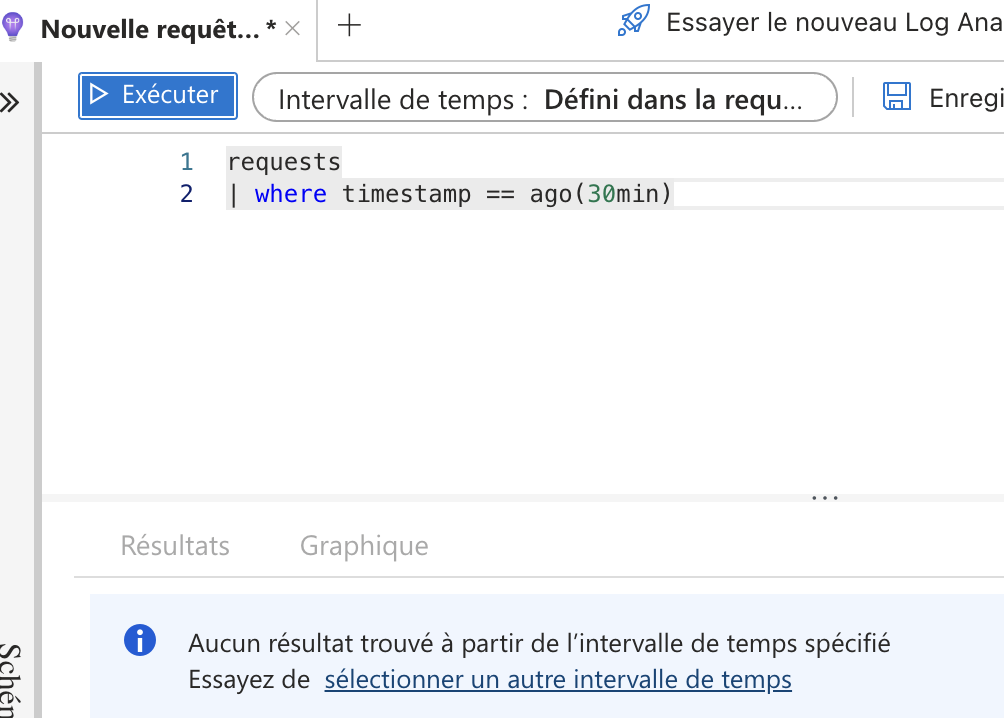 Nouvelle requêt... *
Essayer le nouveau Log Ana
Exécuter
Intervalle de temps : Défini dans la requ...
Enregi
1 requests
2 | where timestamp == ago(30min)
Résultats Graphique
Aucun résultat trouvé à partir de l’intervalle de temps spécifié
Essayez de sélectionner un autre intervalle de temps
Schén